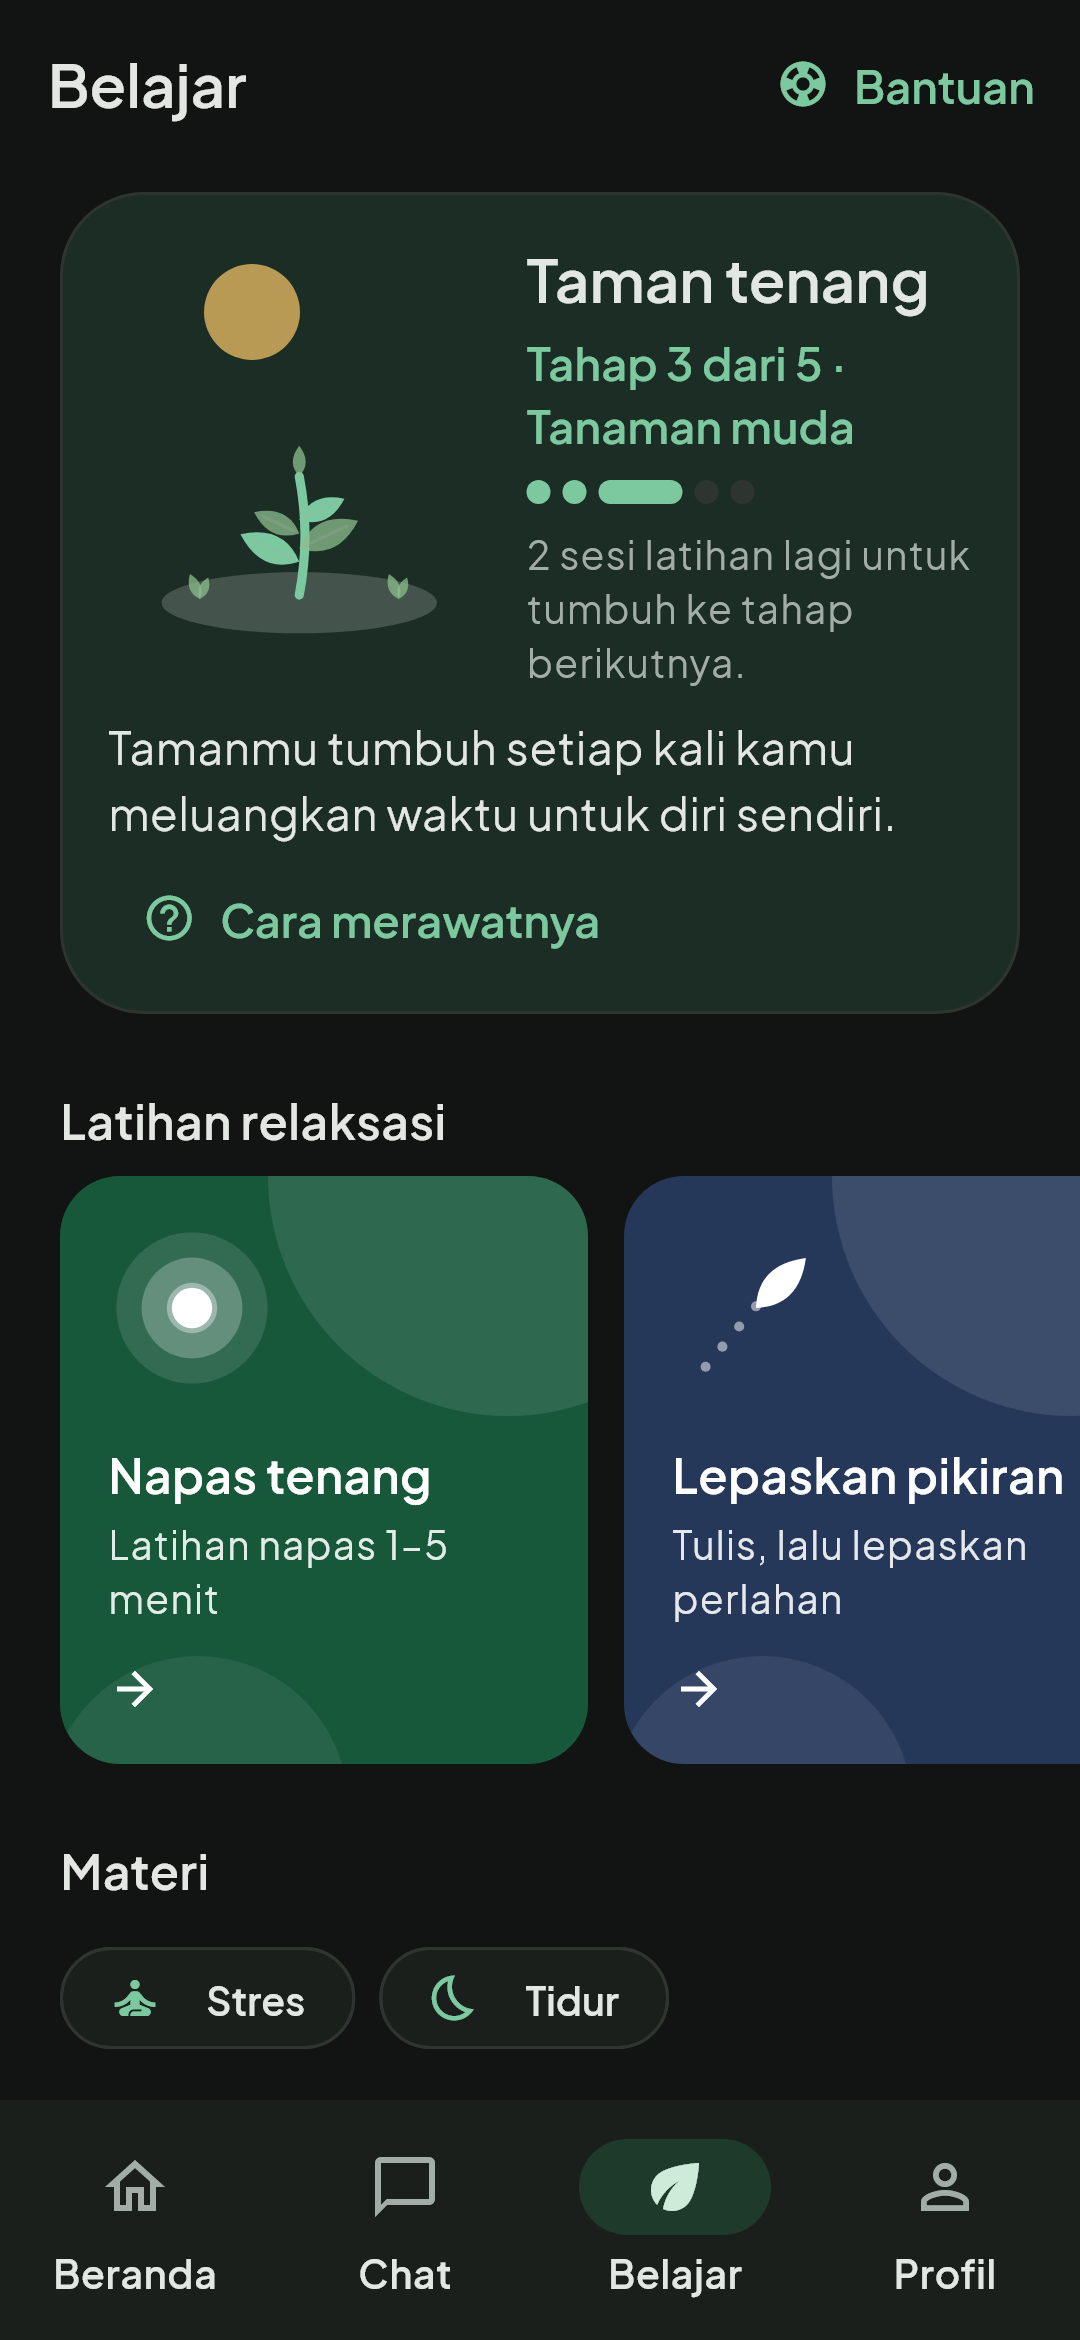 Belajar
Bantuan
Taman tenang
Tahap 3 dari 5 ·
Tanaman muda
2 sesi latihan lagi untuk
tumbuh ke tahap
berikutnya.
Tamanmu tumbuh setiap kali kamu
meluangkan waktu untuk diri sendiri.
Cara merawatnya
Latihan relaksasi
Napas tenang
Latihan napas 1–5
menit
Lepaskan pikiran
Tulis, lalu lepaskan
perlahan
Materi
Stres
Tidur
Beranda
Chat
Belajar
Profil